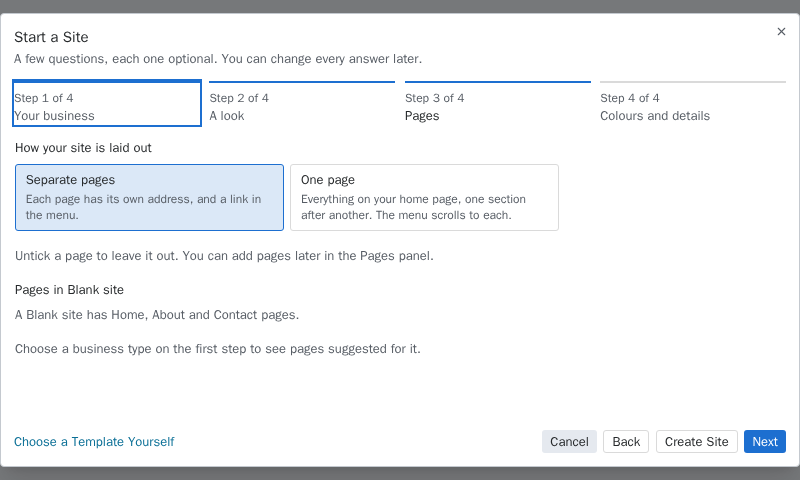 Start a Site
A few questions, each one optional. You can change every answer later.
Step 1 of 4
Your business
Step 2 of 4
A look
Step 3 of 4
Pages
Step 4 of 4
Colours and details
How your site is laid out
Separate pages
Each page has its own address, and a link in
the menu.
One page
Everything on your home page, one section
after another. The menu scrolls to each.
Untick a page to leave it out. You can add pages later in the Pages panel.
Pages in Blank site
A Blank site has Home, About and Contact pages.
Choose a business type on the first step to see pages suggested for it.
Choose a Template Yourself
Cancel
Back
Create Site
Next